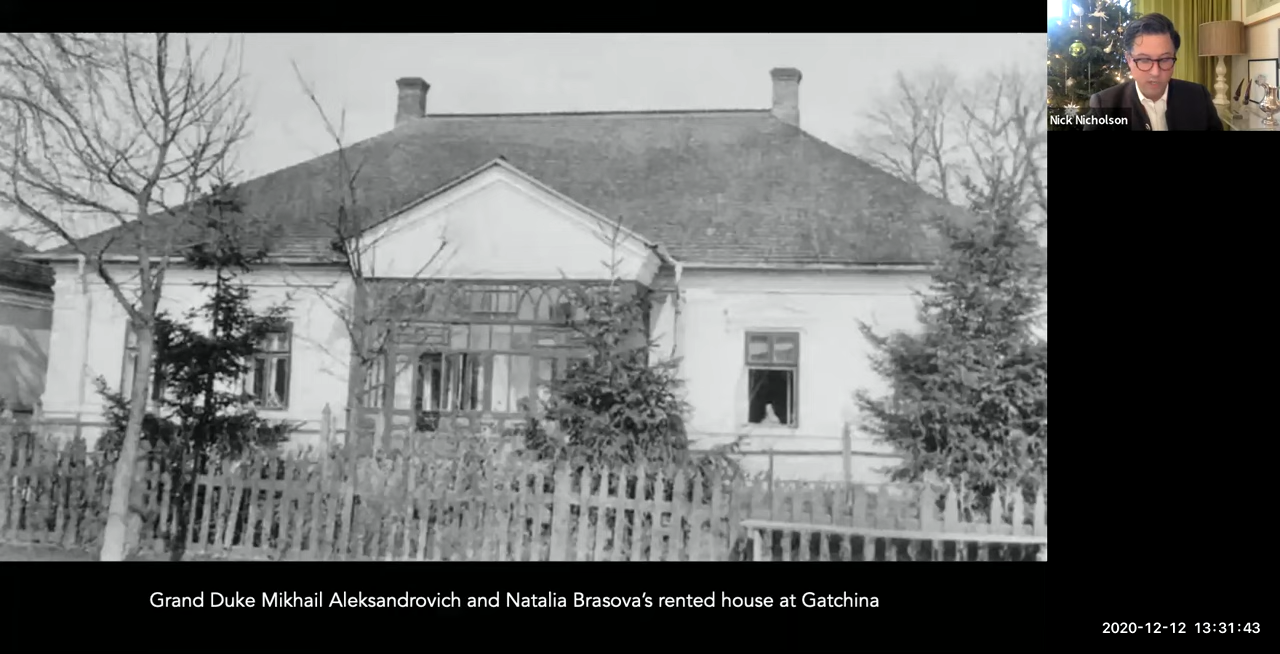 Nick Nicholson
Grand Duke Mikhail Aleksandrovich and Natalia Brasova’s rented house at Gatchina
2020-12-12 13:31:43